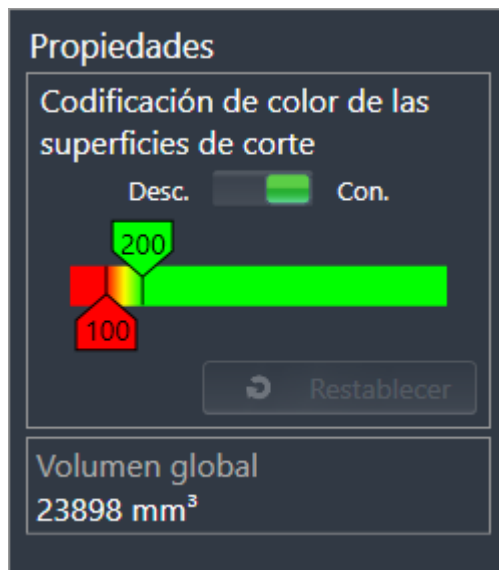 Propiedades
Codificación de color de las
superficies de corte
Desc. Con.
200
100
Restablecer
Volumen global
23898 mm³